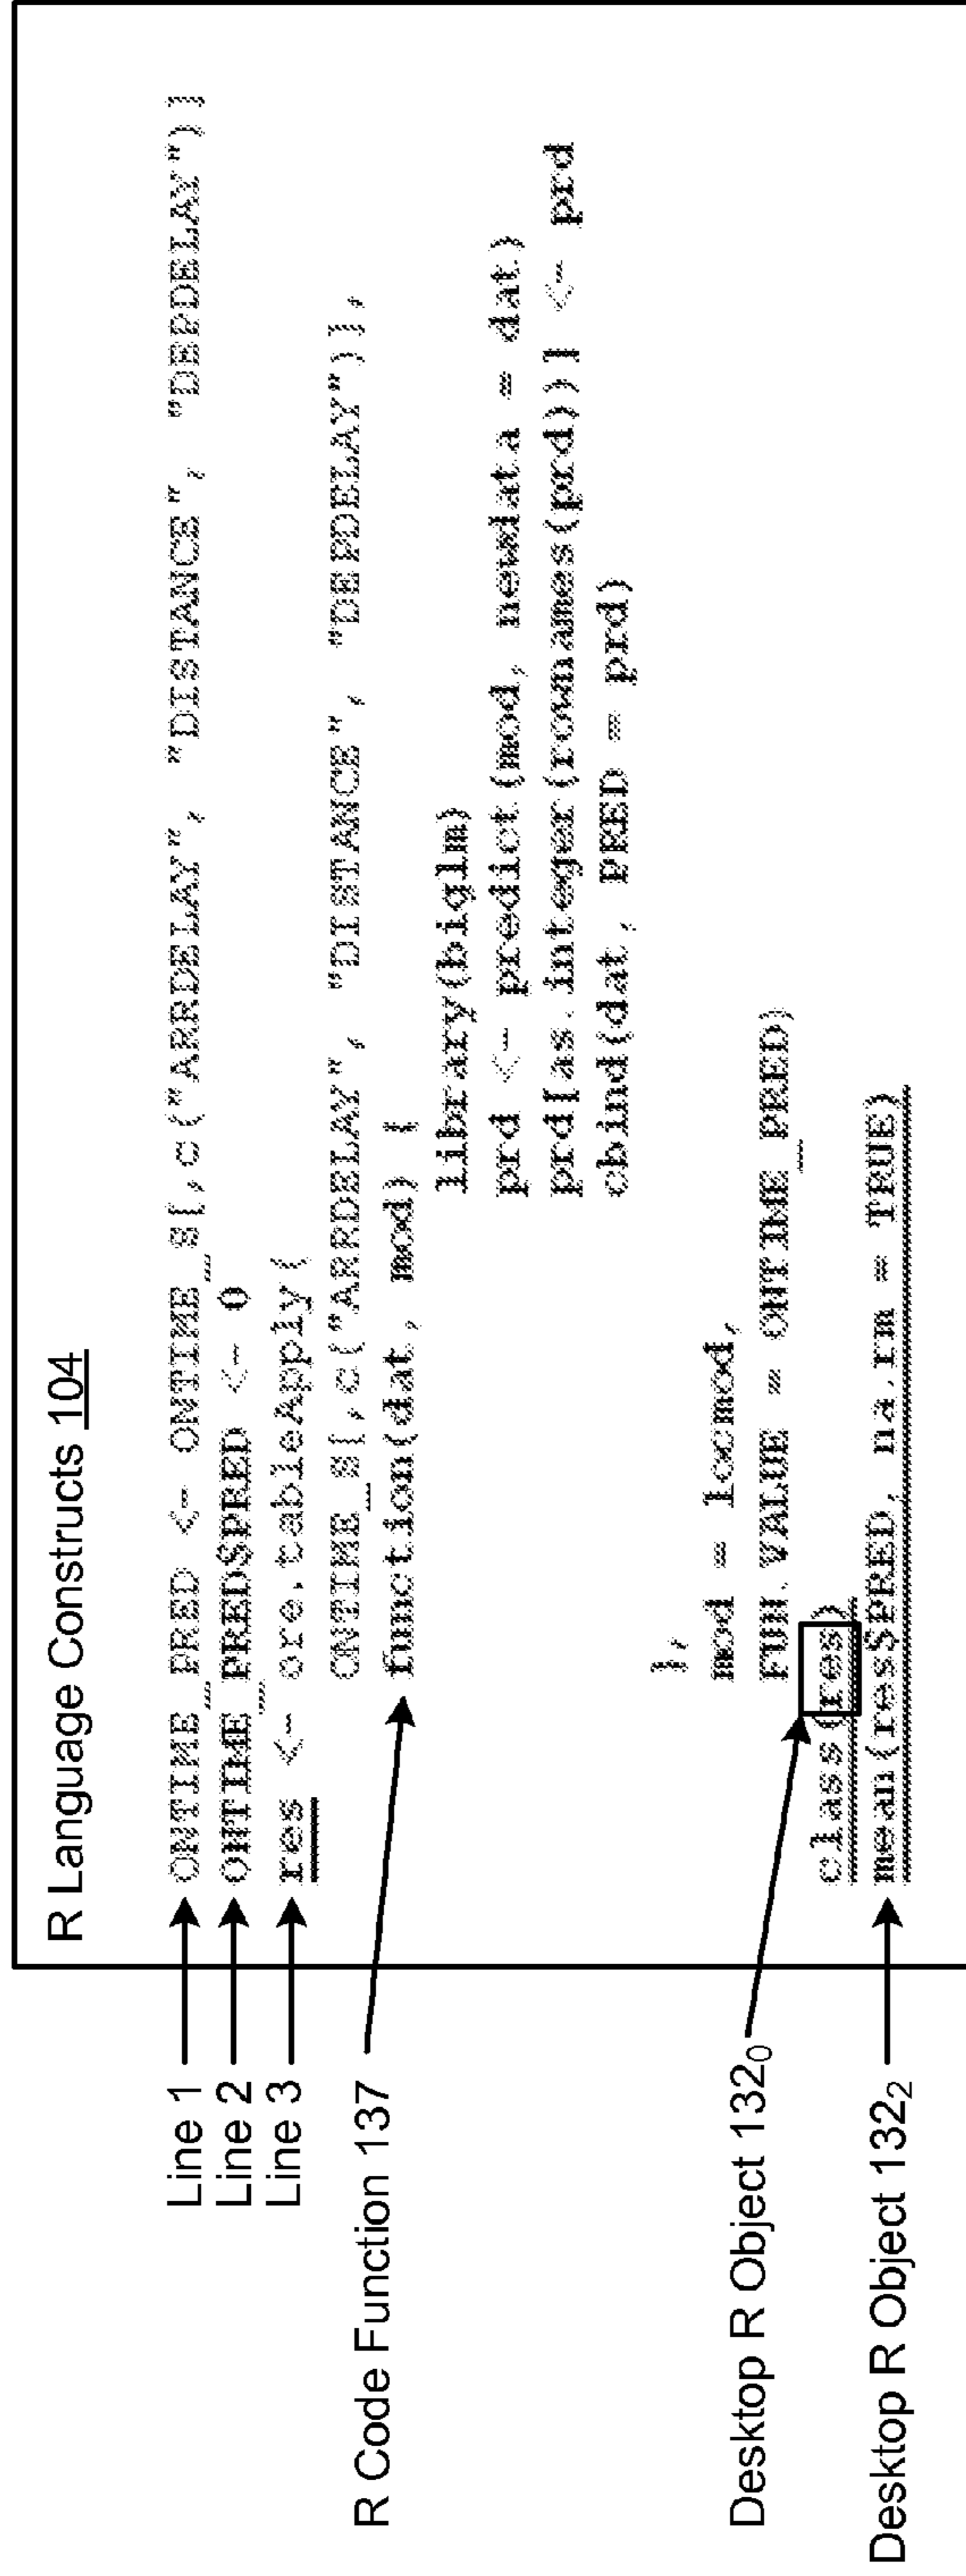 R Language Constructs 104
Line 1
ONTIME_PRED <- ONTIME_S[,c("ARRDELAY", "DISTANCE", "DEPDELAY")]
Line 2
ONTIME_PRED$PRED <- 0
Line 3
res <- ore.tableApply(
ONTIME_S[,c("ARRDELAY", "DISTANCE", "DEPDELAY")],
R Code Function 137
function(dat, mod) {
library(biglm)
prd <- predict(mod, newdata = dat)
prd[as.integer(rownames(prd))] <- prd
cbind(dat, PRED = prd)
},
mod = locmod,
FUN.VALUE = ONTIME_PRED)
Desktop R Object 132₀
class(res)
Desktop R Object 132₂
mean(res$PRED, na.rm = TRUE)